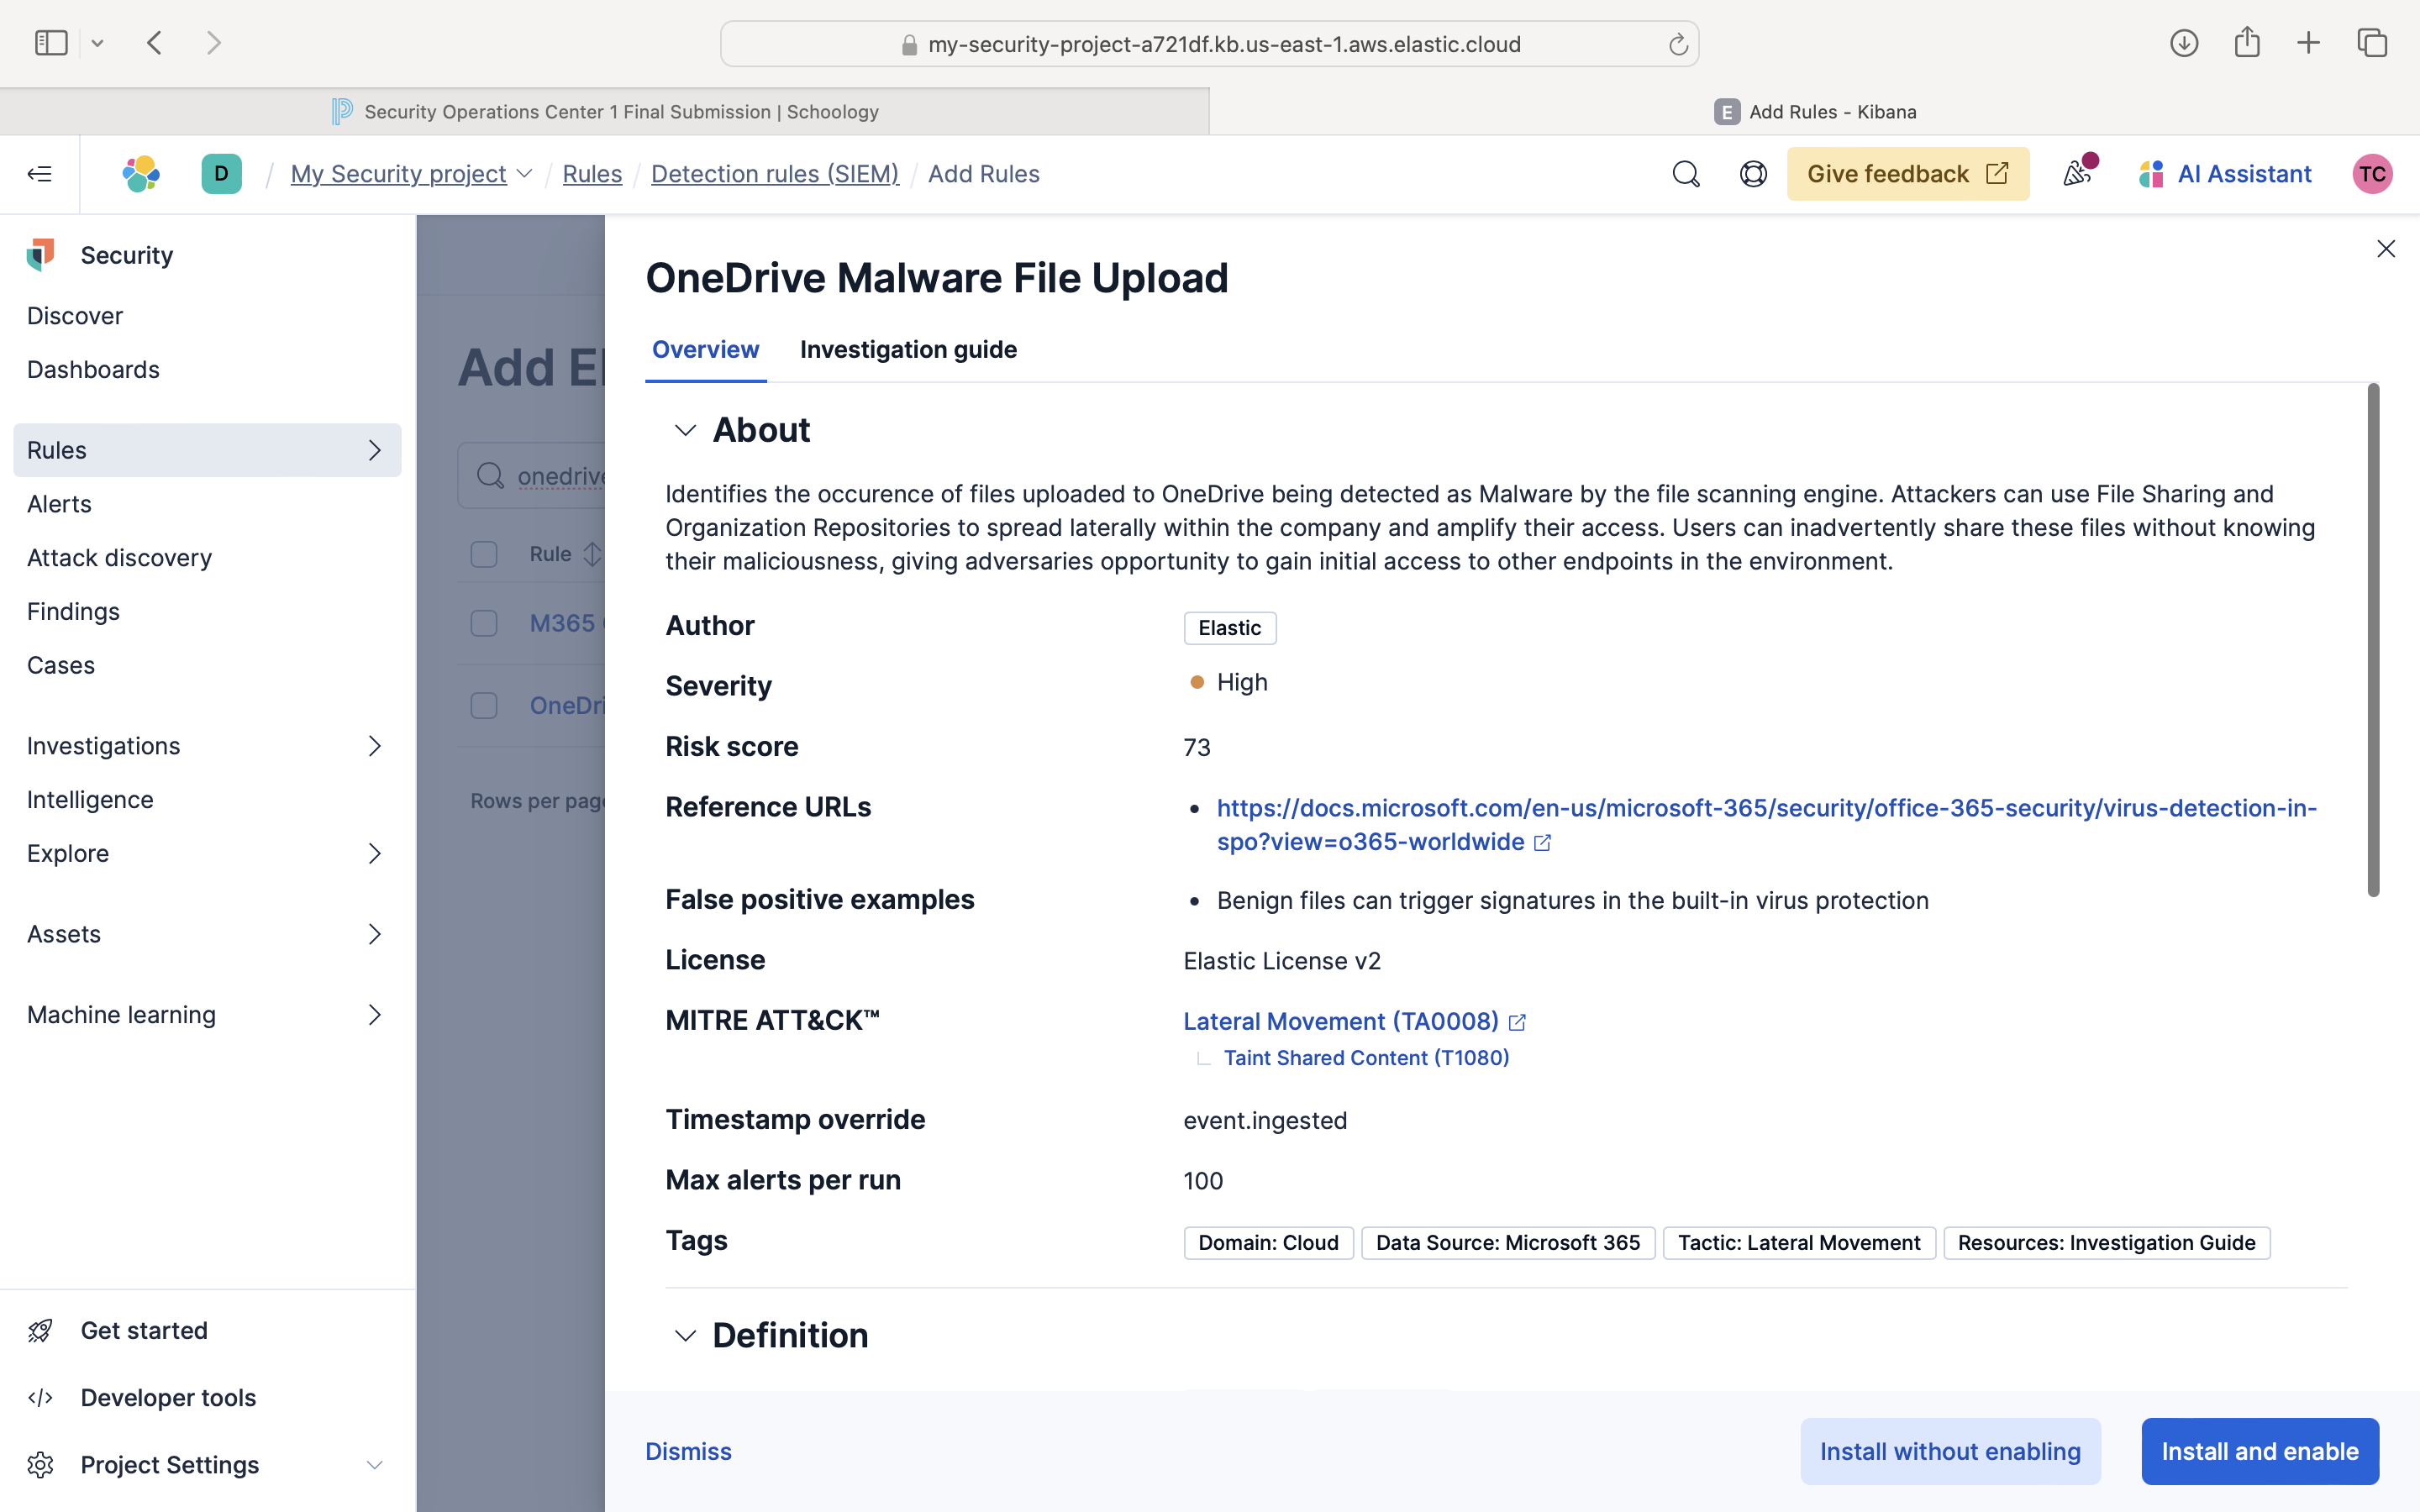 my-security-project-a721df.kb.us-east-1.aws.elastic.cloud
Security Operations Center 1 Final Submission | Schoology
E Add Rules - Kibana
D / My Security project / Rules / Detection rules (SIEM) / Add Rules
Give feedback
AI Assistant
TC
Security
Discover
Dashboards
Rules
Alerts
Attack discovery
Findings
Cases
Investigations
Intelligence
Explore
Assets
Machine learning
Get started
Developer tools
Project Settings
Add
Rule
M365
Rows per
OneDrive Malware File Upload
Overview
Investigation guide
About
Identifies the occurence of files uploaded to OneDrive being detected as Malware by the file scanning engine. Attackers can use File Sharing and
Organization Repositories to spread laterally within the company and amplify their access. Users can inadvertently share these files without knowing
their maliciousness, giving adversaries opportunity to gain initial access to other endpoints in the environment.
Author
Elastic
Severity
High
Risk score
73
Reference URLs
• https://docs.microsoft.com/en-us/microsoft-365/security/office-365-security/virus-detection-in-
spo?view=o365-worldwide
False positive examples
• Benign files can trigger signatures in the built-in virus protection
License
Elastic License v2
MITRE ATT&CK™
Lateral Movement (TA0008)
Taint Shared Content (T1080)
Timestamp override
event.ingested
Max alerts per run
100
Tags
Domain: Cloud
Data Source: Microsoft 365
Tactic: Lateral Movement
Resources: Investigation Guide
Definition
Dismiss
Install without enabling
Install and enable